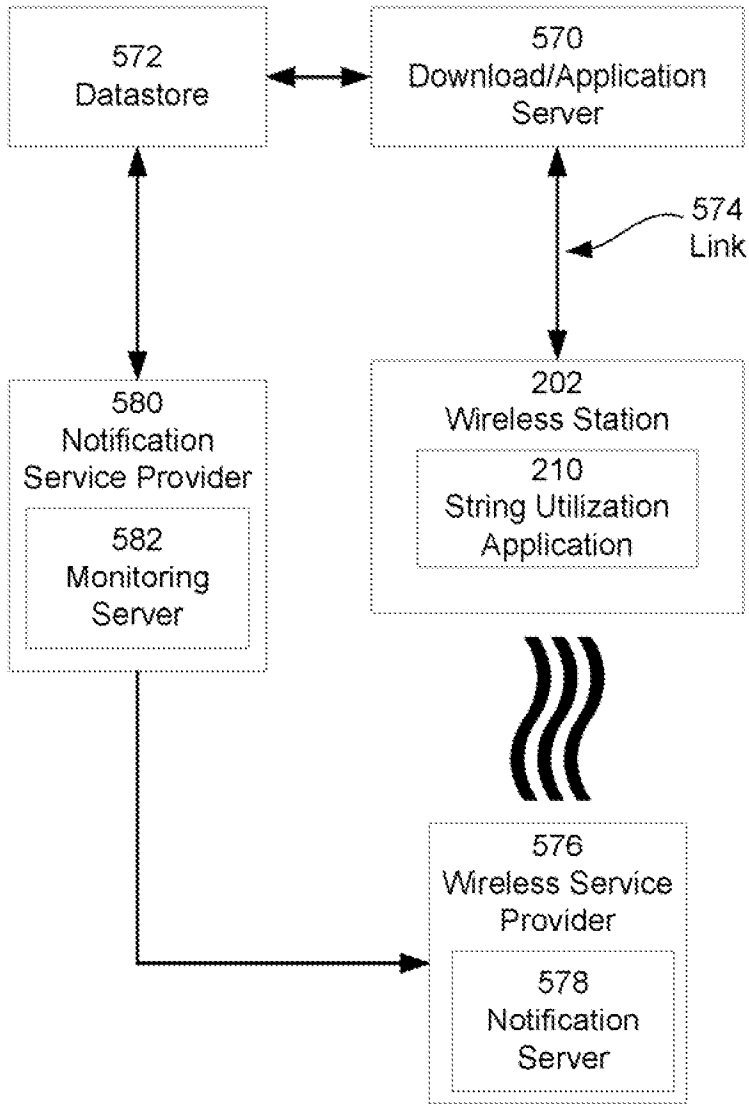 572
Datastore
570
Download/Application
Server
574
Link
580
Notification
Service Provider
582
Monitoring
Server
202
Wireless Station
210
String Utilization
Application
576
Wireless Service
Provider
578
Notification
Server